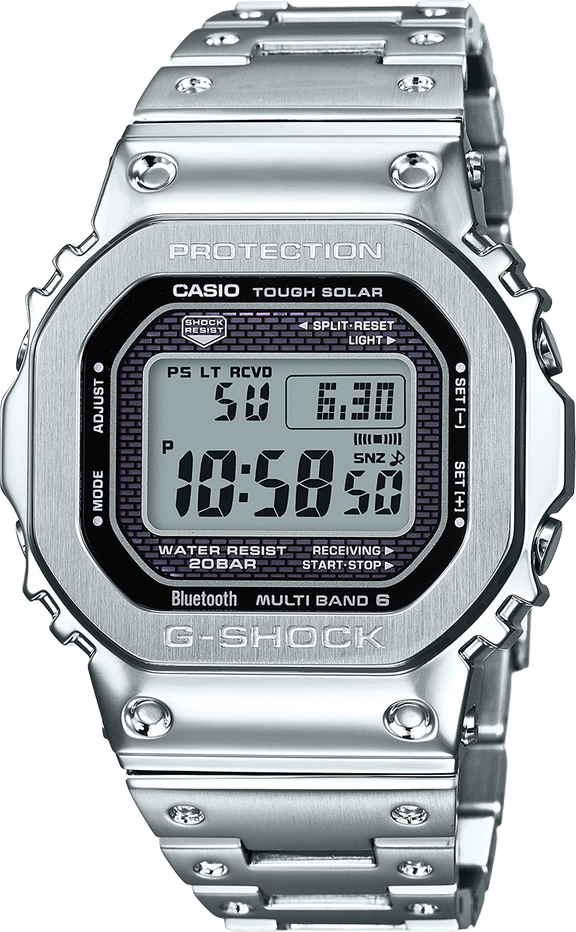 PROTECTION
CASIO TOUGH SOLAR
SHOCK
RESIST
◀ SPLIT·RESET
LIGHT ▶
ADJUST
MODE
SET [–]
SET [+]
PS LT RCVD
SU 6.30
P
SNZ
10:58 50
WATER RESIST
20BAR
RECEIVING ▶
START·STOP ▶
Bluetooth MULTI BAND 6
G-SHOCK